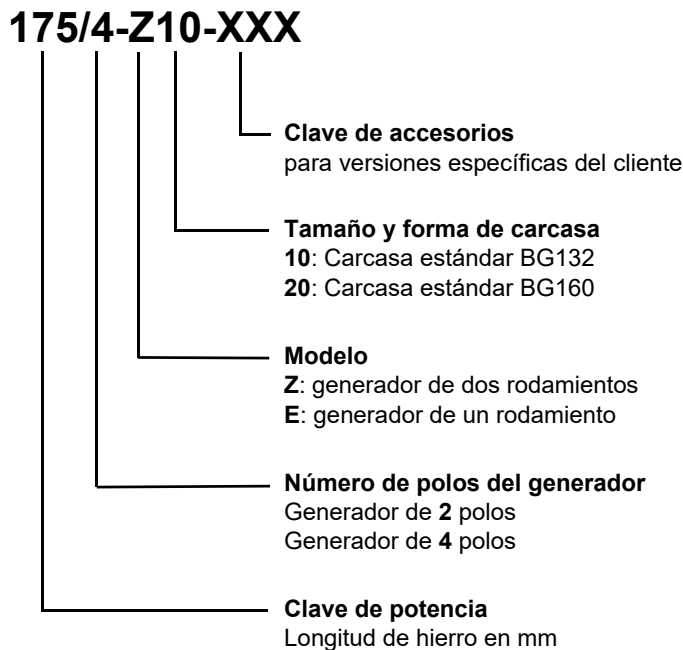 175/4-Z10-XXX
Clave de accesorios
para versiones específicas del cliente
Tamaño y forma de carcasa
10: Carcasa estándar BG132
20: Carcasa estándar BG160
Modelo
Z: generador de dos rodamientos
E: generador de un rodamiento
Número de polos del generador
Generador de 2 polos
Generador de 4 polos
Clave de potencia
Longitud de hierro en mm